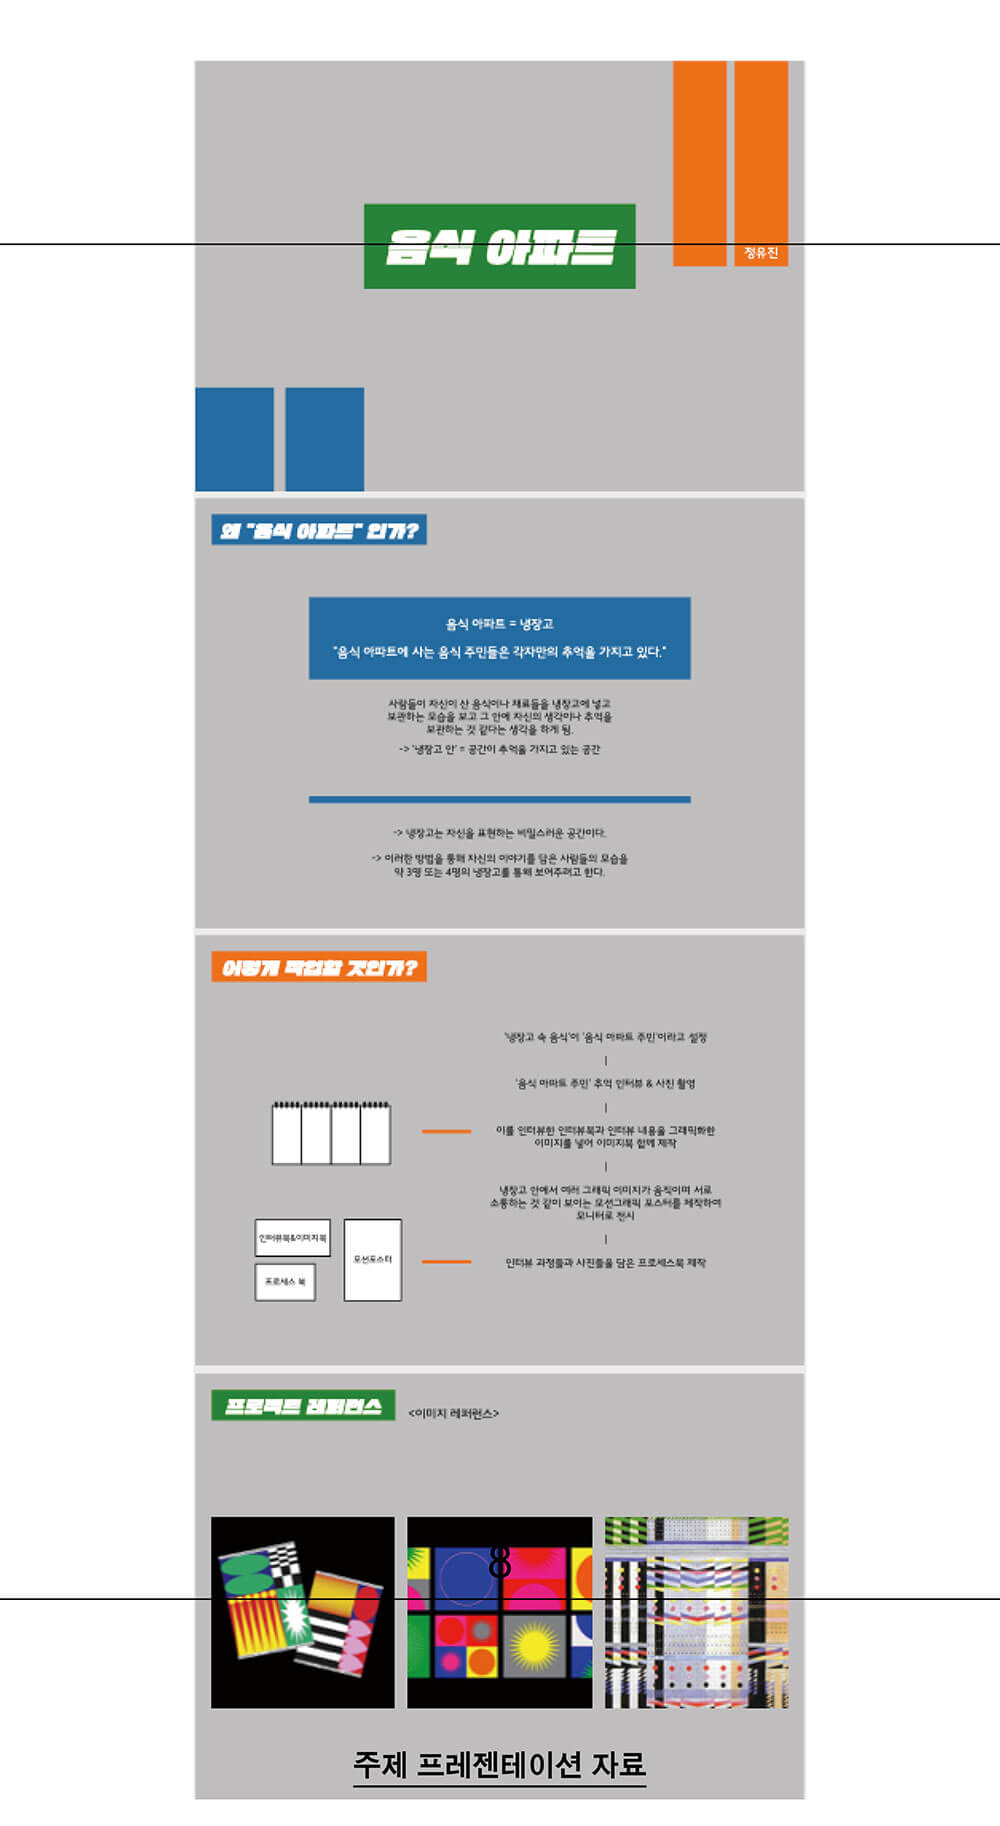 음식 아파트
정유진
왜 "음식 아파트" 인가?
음식 아파트 = 냉장고
"음식 아파트에 사는 음식 주민들은 각자만의 추억을 가지고 있다."
사람들이 자신이 산 음식이나 재료들을 냉장고에 넣고
보관하는 모습을 보고 그 안에 자신의 생각이나 추억을
보관하는 것 같다는 생각을 하게 됨.
-> '냉장고 안' = 공간이 추억을 가지고 있는 공간
-> 냉장고는 자신을 표현하는 비밀스러운 공간이다.
-> 이러한 방법을 통해 자신의 이야기를 담은 사람들의 모습을
약 3명 또는 4명의 냉장고를 통해 보여주려고 한다.
어떻게 작업할 것인가?
'냉장고 속 음식'이 '음식 아파트 주민'이라고 설정
'음식 아파트 주민' 추억 인터뷰 & 사진 촬영
이를 인터뷰한 인터뷰북과 인터뷰 내용을 그래픽화한
이미지를 넣어 이미지북 함께 제작
냉장고 안에서 여러 그래픽 이미지가 움직이며 서로
소통하는 것 같이 보이는 모션그래픽 포스터를 제작하여
모니터로 전시
인터뷰북&이미지북
모션포스터
프로세스 북
인터뷰 과정들과 사진들을 담은 프로세스북 제작
프로젝트 레퍼런스
<이미지 레퍼런스>
8
주제 프레젠테이션 자료